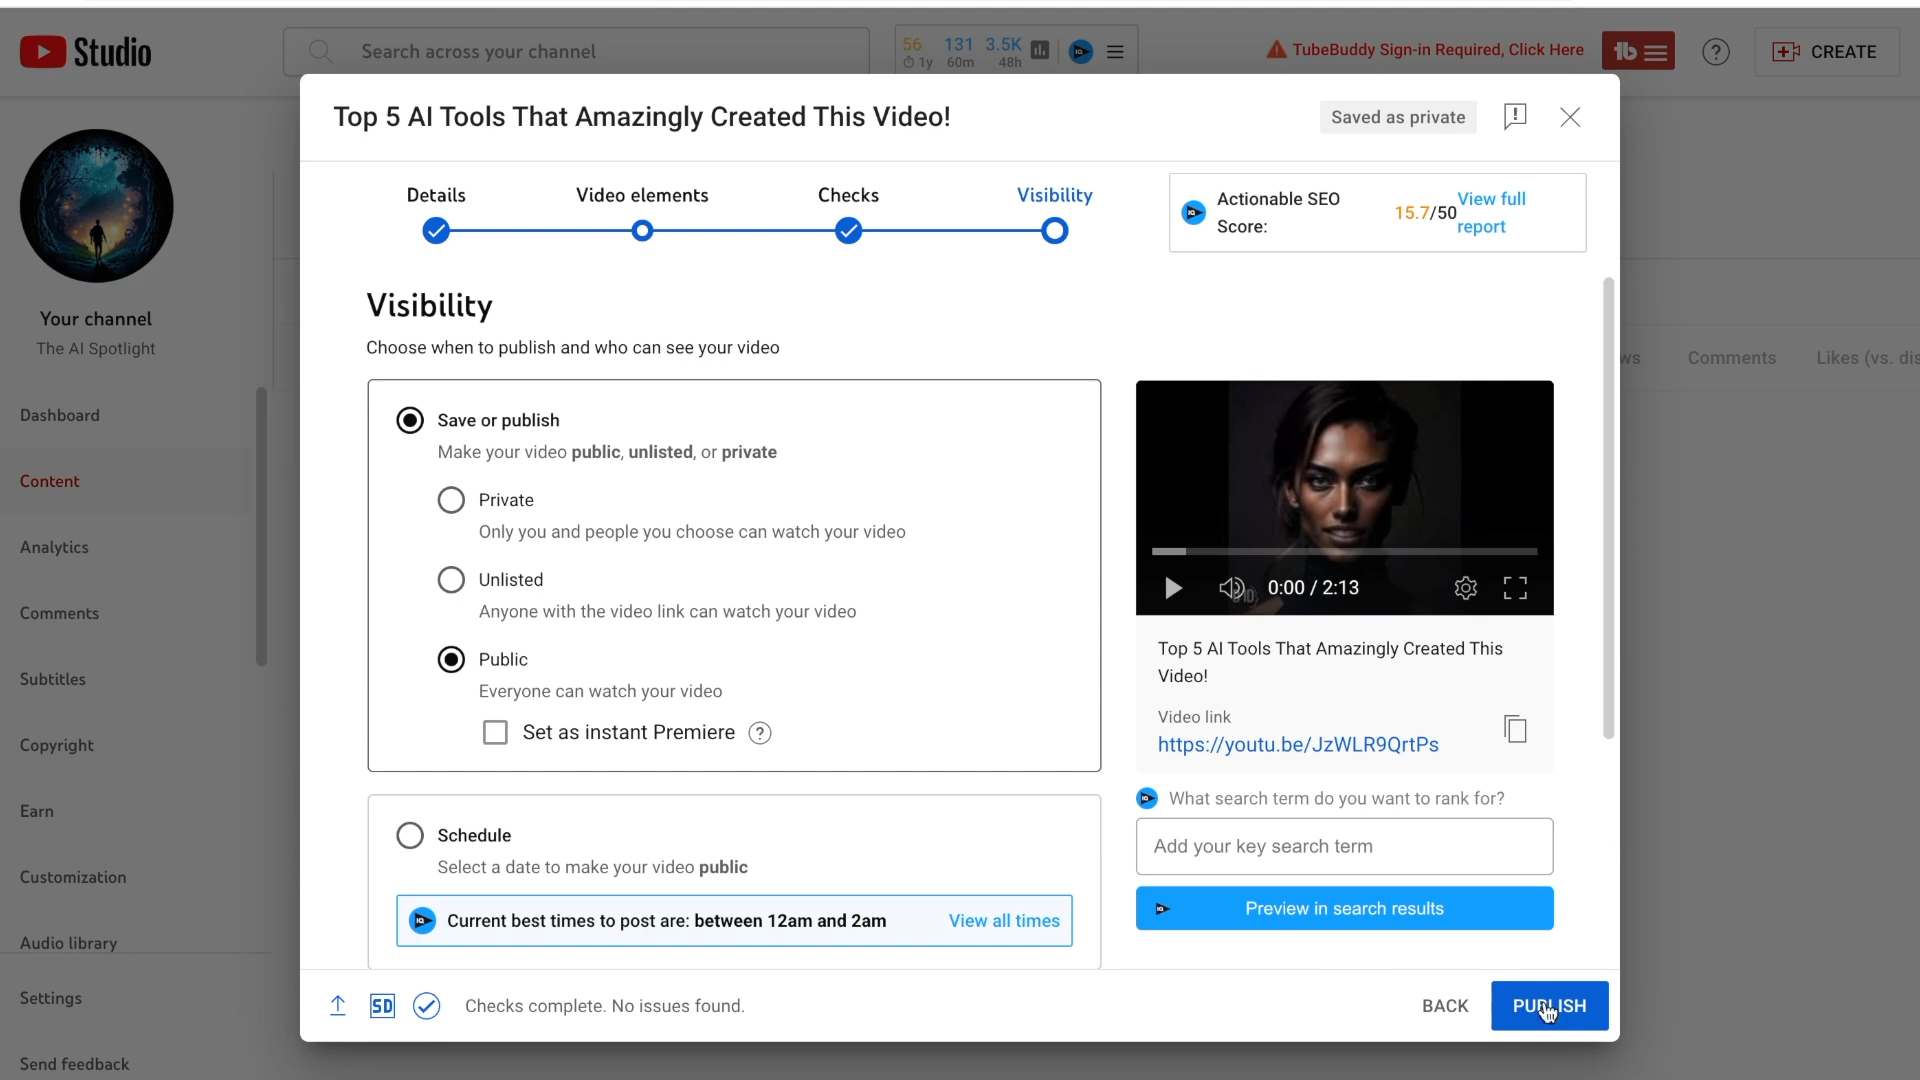 Studio
Search across your channel
56 131 3.5K
1y 60m 48h
TubeBuddy Sign-in Required, Click Here
tb
CREATE
Top 5 AI Tools That Amazingly Created This Video!
Saved as private
Details
Video elements
Checks
Visibility
Actionable SEO
Score:
15.7/50
View full
report
Your channel
The AI Spotlight
Dashboard
Content
Analytics
Comments
Subtitles
Copyright
Earn
Customization
Audio library
Settings
Send feedback
Comments
Likes (vs. dis
Visibility
Choose when to publish and who can see your video
Save or publish
Make your video public, unlisted, or private
Private
Only you and people you choose can watch your video
Unlisted
Anyone with the video link can watch your video
Public
Everyone can watch your video
Set as instant Premiere
Schedule
Select a date to make your video public
Current best times to post are: between 12am and 2am
View all times
0:00 / 2:13
Top 5 AI Tools That Amazingly Created This
Video!
Video link
https://youtu.be/JzWLR9QrtPs
What search term do you want to rank for?
Add your key search term
Preview in search results
SD
Checks complete. No issues found.
BACK
PUBLISH